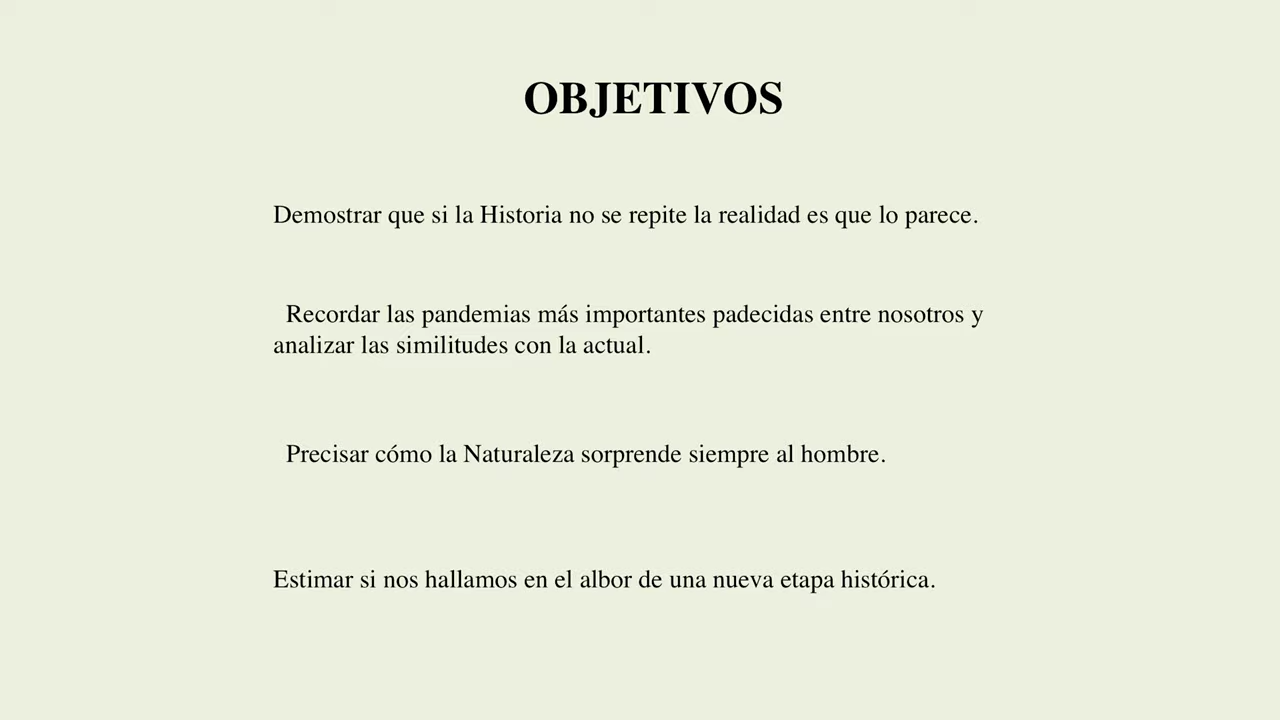 OBJETIVOS
Demostrar que si la Historia no se repite la realidad es que lo parece.
Recordar las pandemias más importantes padecidas entre nosotros y
analizar las similitudes con la actual.
Precisar cómo la Naturaleza sorprende siempre al hombre.
Estimar si nos hallamos en el albor de una nueva etapa histórica.